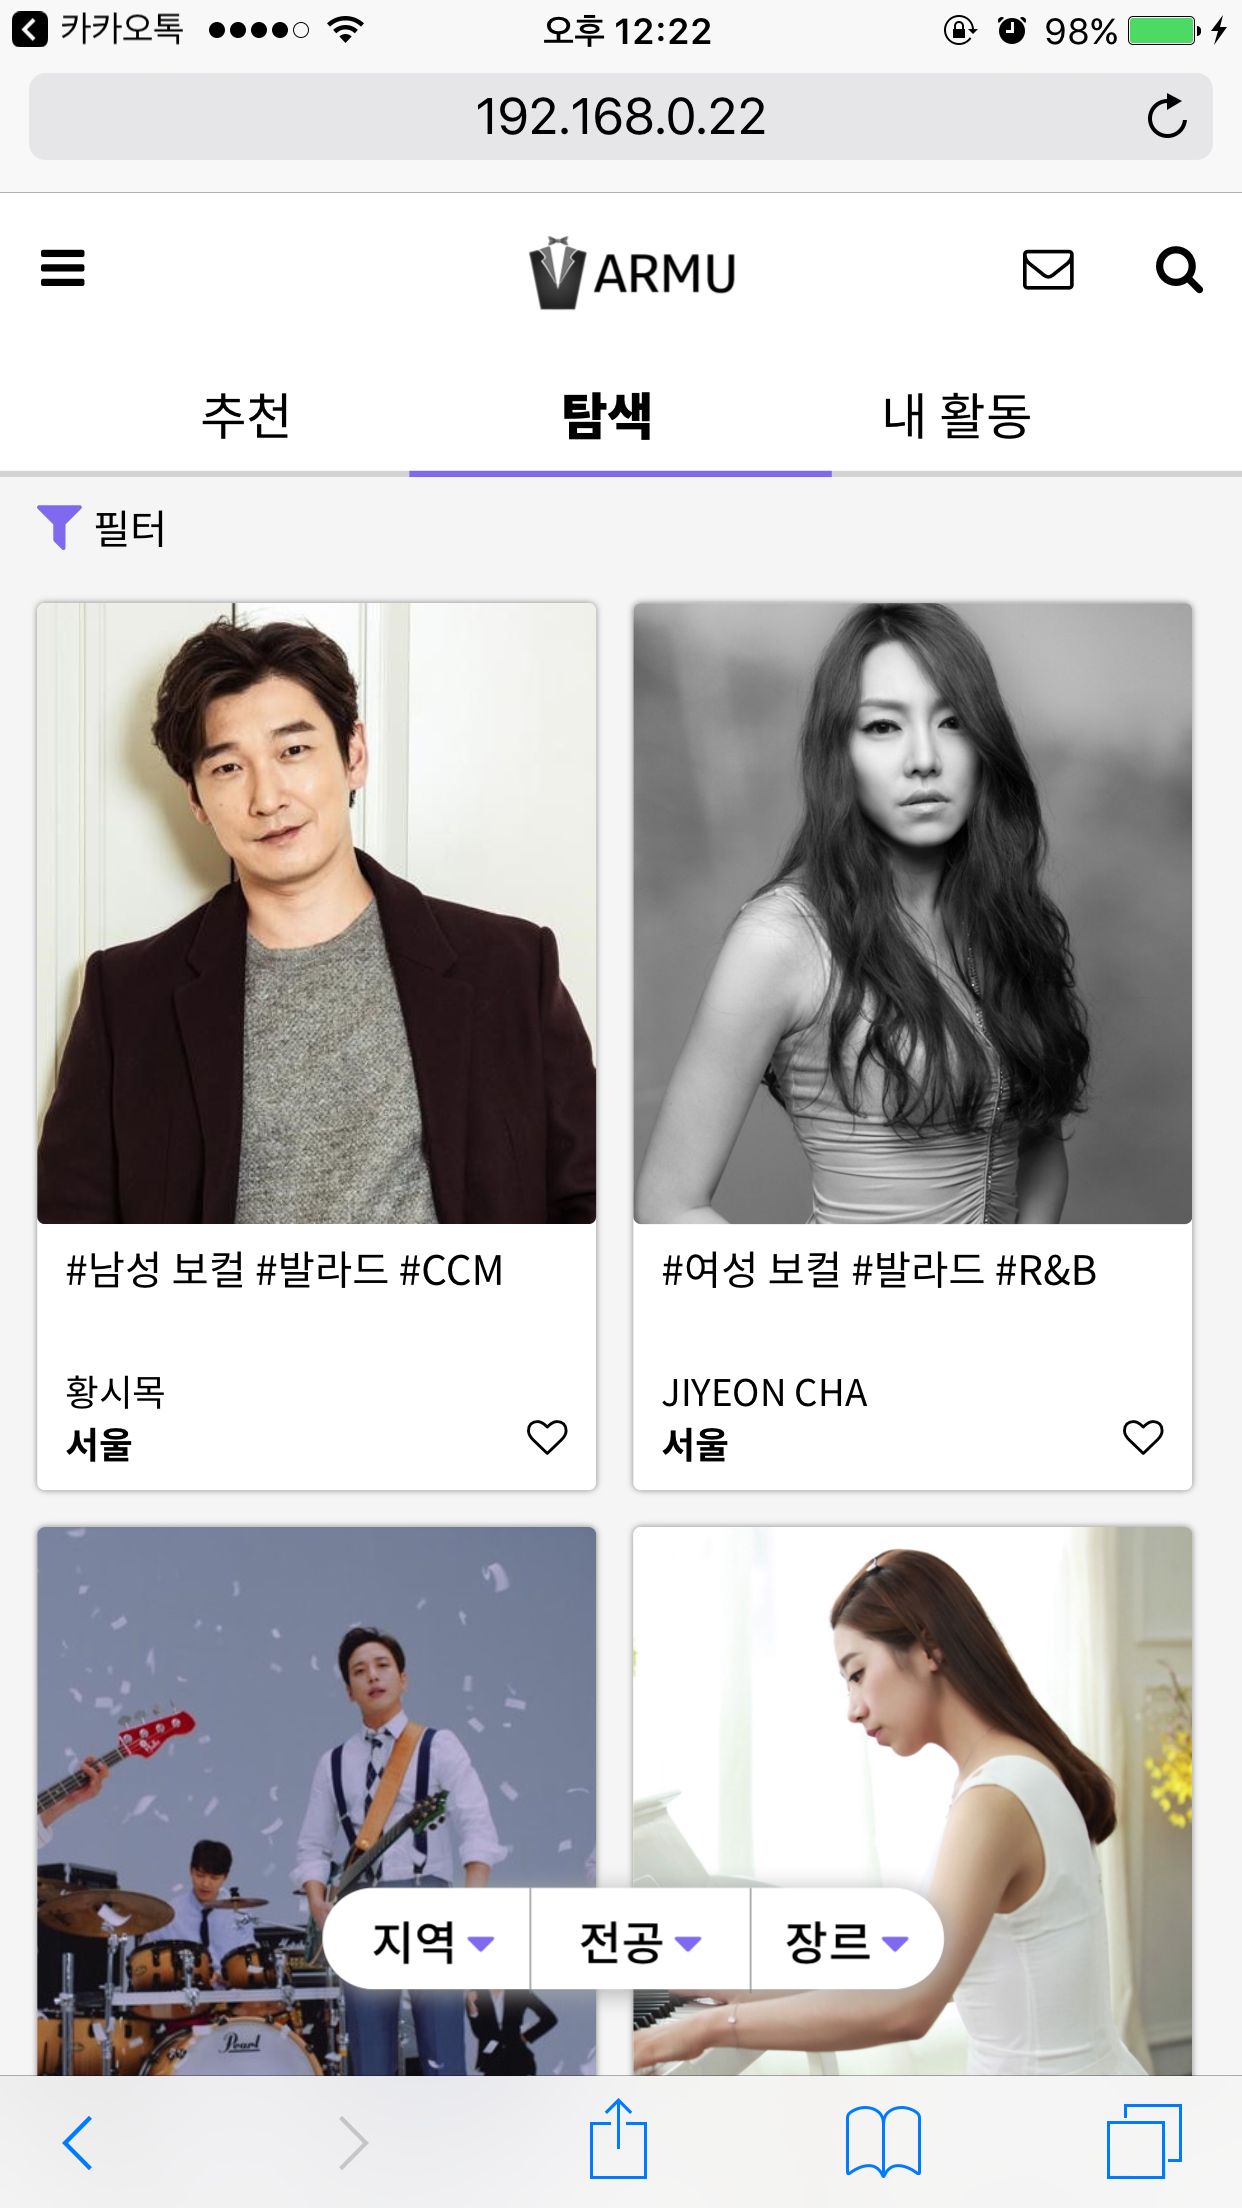 카카오톡
오후 12:22
98%
192.168.0.22
ARMU
추천
탐색
내 활동
필터
#남성 보컬 #발라드 #CCM
황시목
서울
#여성 보컬 #발라드 #R&B
JIYEON CHA
서울
Pearl
지역
전공
장르